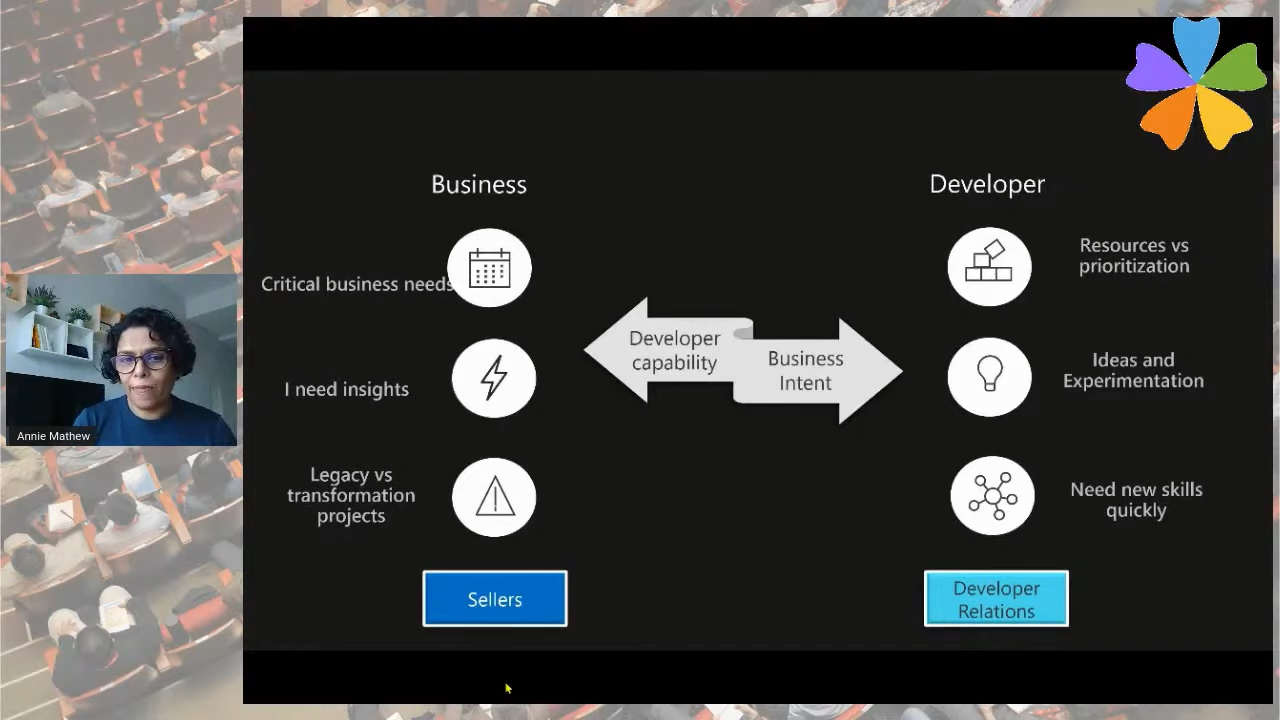 Business
Developer
Critical business needs
I need insights
Legacy vs
transformation
projects
Developer
capability
Business
Intent
Resources vs
prioritization
Ideas and
Experimentation
Need new skills
quickly
Sellers
Developer
Relations
Annie Mathew